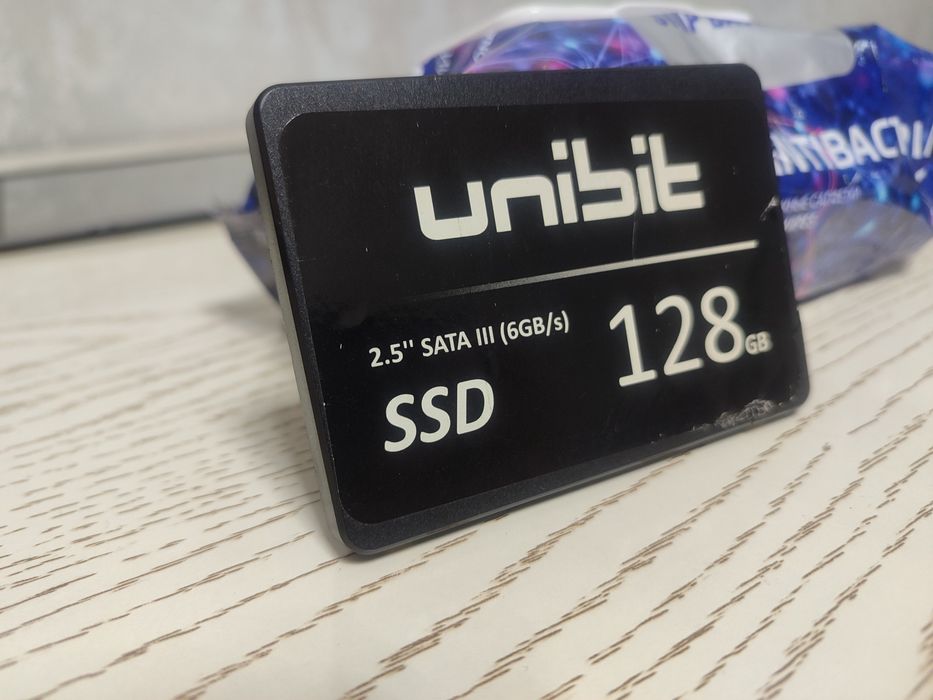 unibit
2.5'' SATA III (6GB/s)
SSD
128GB